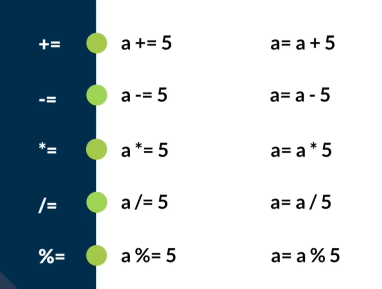 += a += 5 a= a + 5
-= a -= 5 a= a - 5
*= a *= 5 a= a * 5
/= a /= 5 a= a / 5
%= a %= 5 a= a % 5